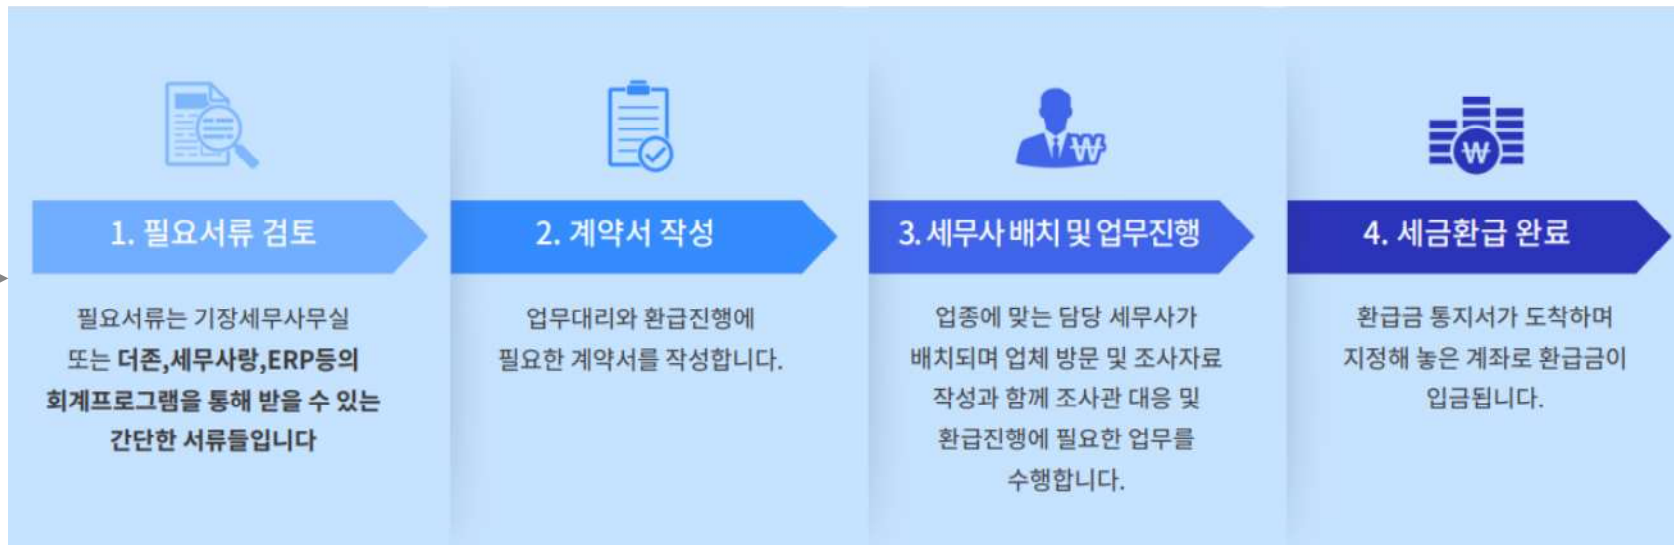 1. 필요서류 검토
필요서류는 기장세무사무실
또는 더존,세무사랑,ERP등의
회계프로그램을 통해 받을 수 있는
간단한 서류들입니다
2. 계약서 작성
업무대리와 환급진행에
필요한 계약서를 작성합니다.
₩
3. 세무사 배치 및 업무진행
업종에 맞는 담당 세무사가
배치되며 업체 방문 및 조사자료
작성과 함께 조사관 대응 및
환급진행에 필요한 업무를
수행합니다.
₩
4. 세금환급 완료
환급금 통지서가 도착하며
지정해 놓은 계좌로 환급금이
입금됩니다.